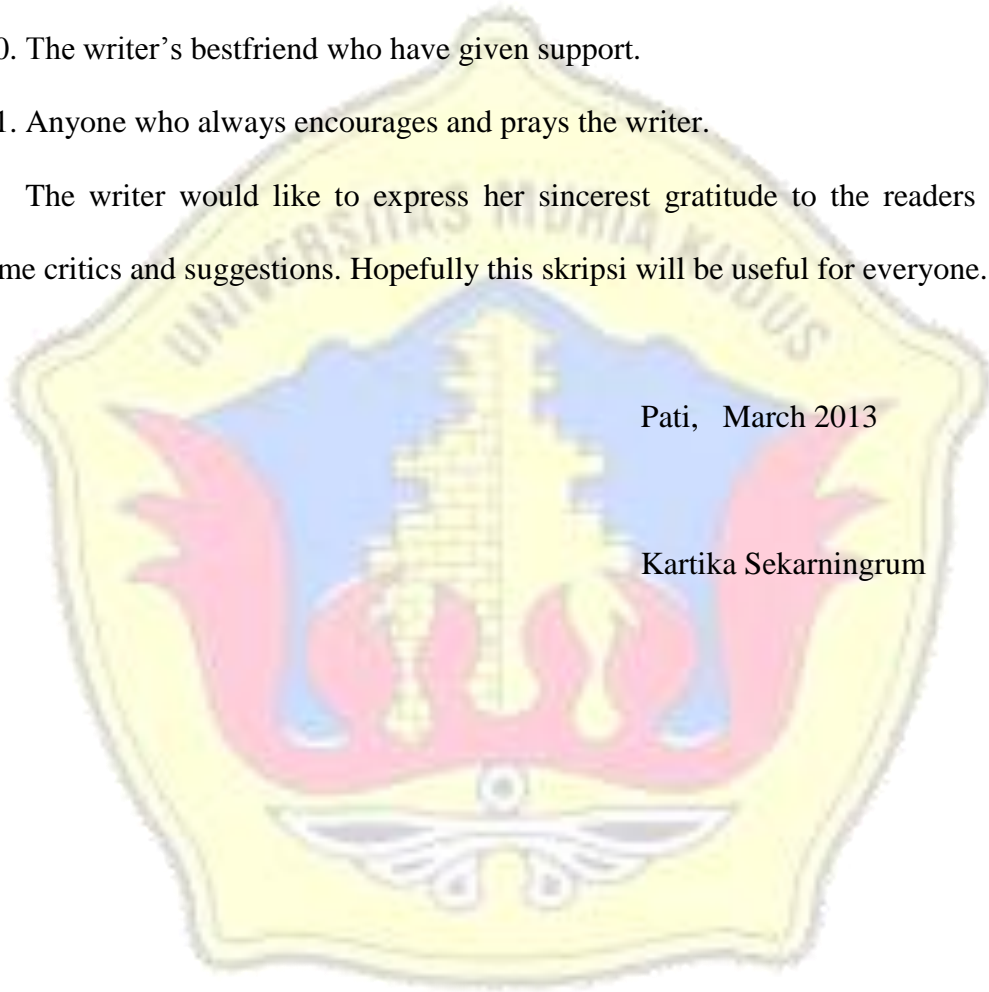 0. The writer’s bestfriend who have given support.
1. Anyone who always encourages and prays the writer.
The writer would like to express her sincerest gratitude to the readers
me critics and suggestions. Hopefully this skripsi will be useful for everyone.
UNIVERSITAS MURIA KUDUS
Pati, March 2013
Kartika Sekarningrum